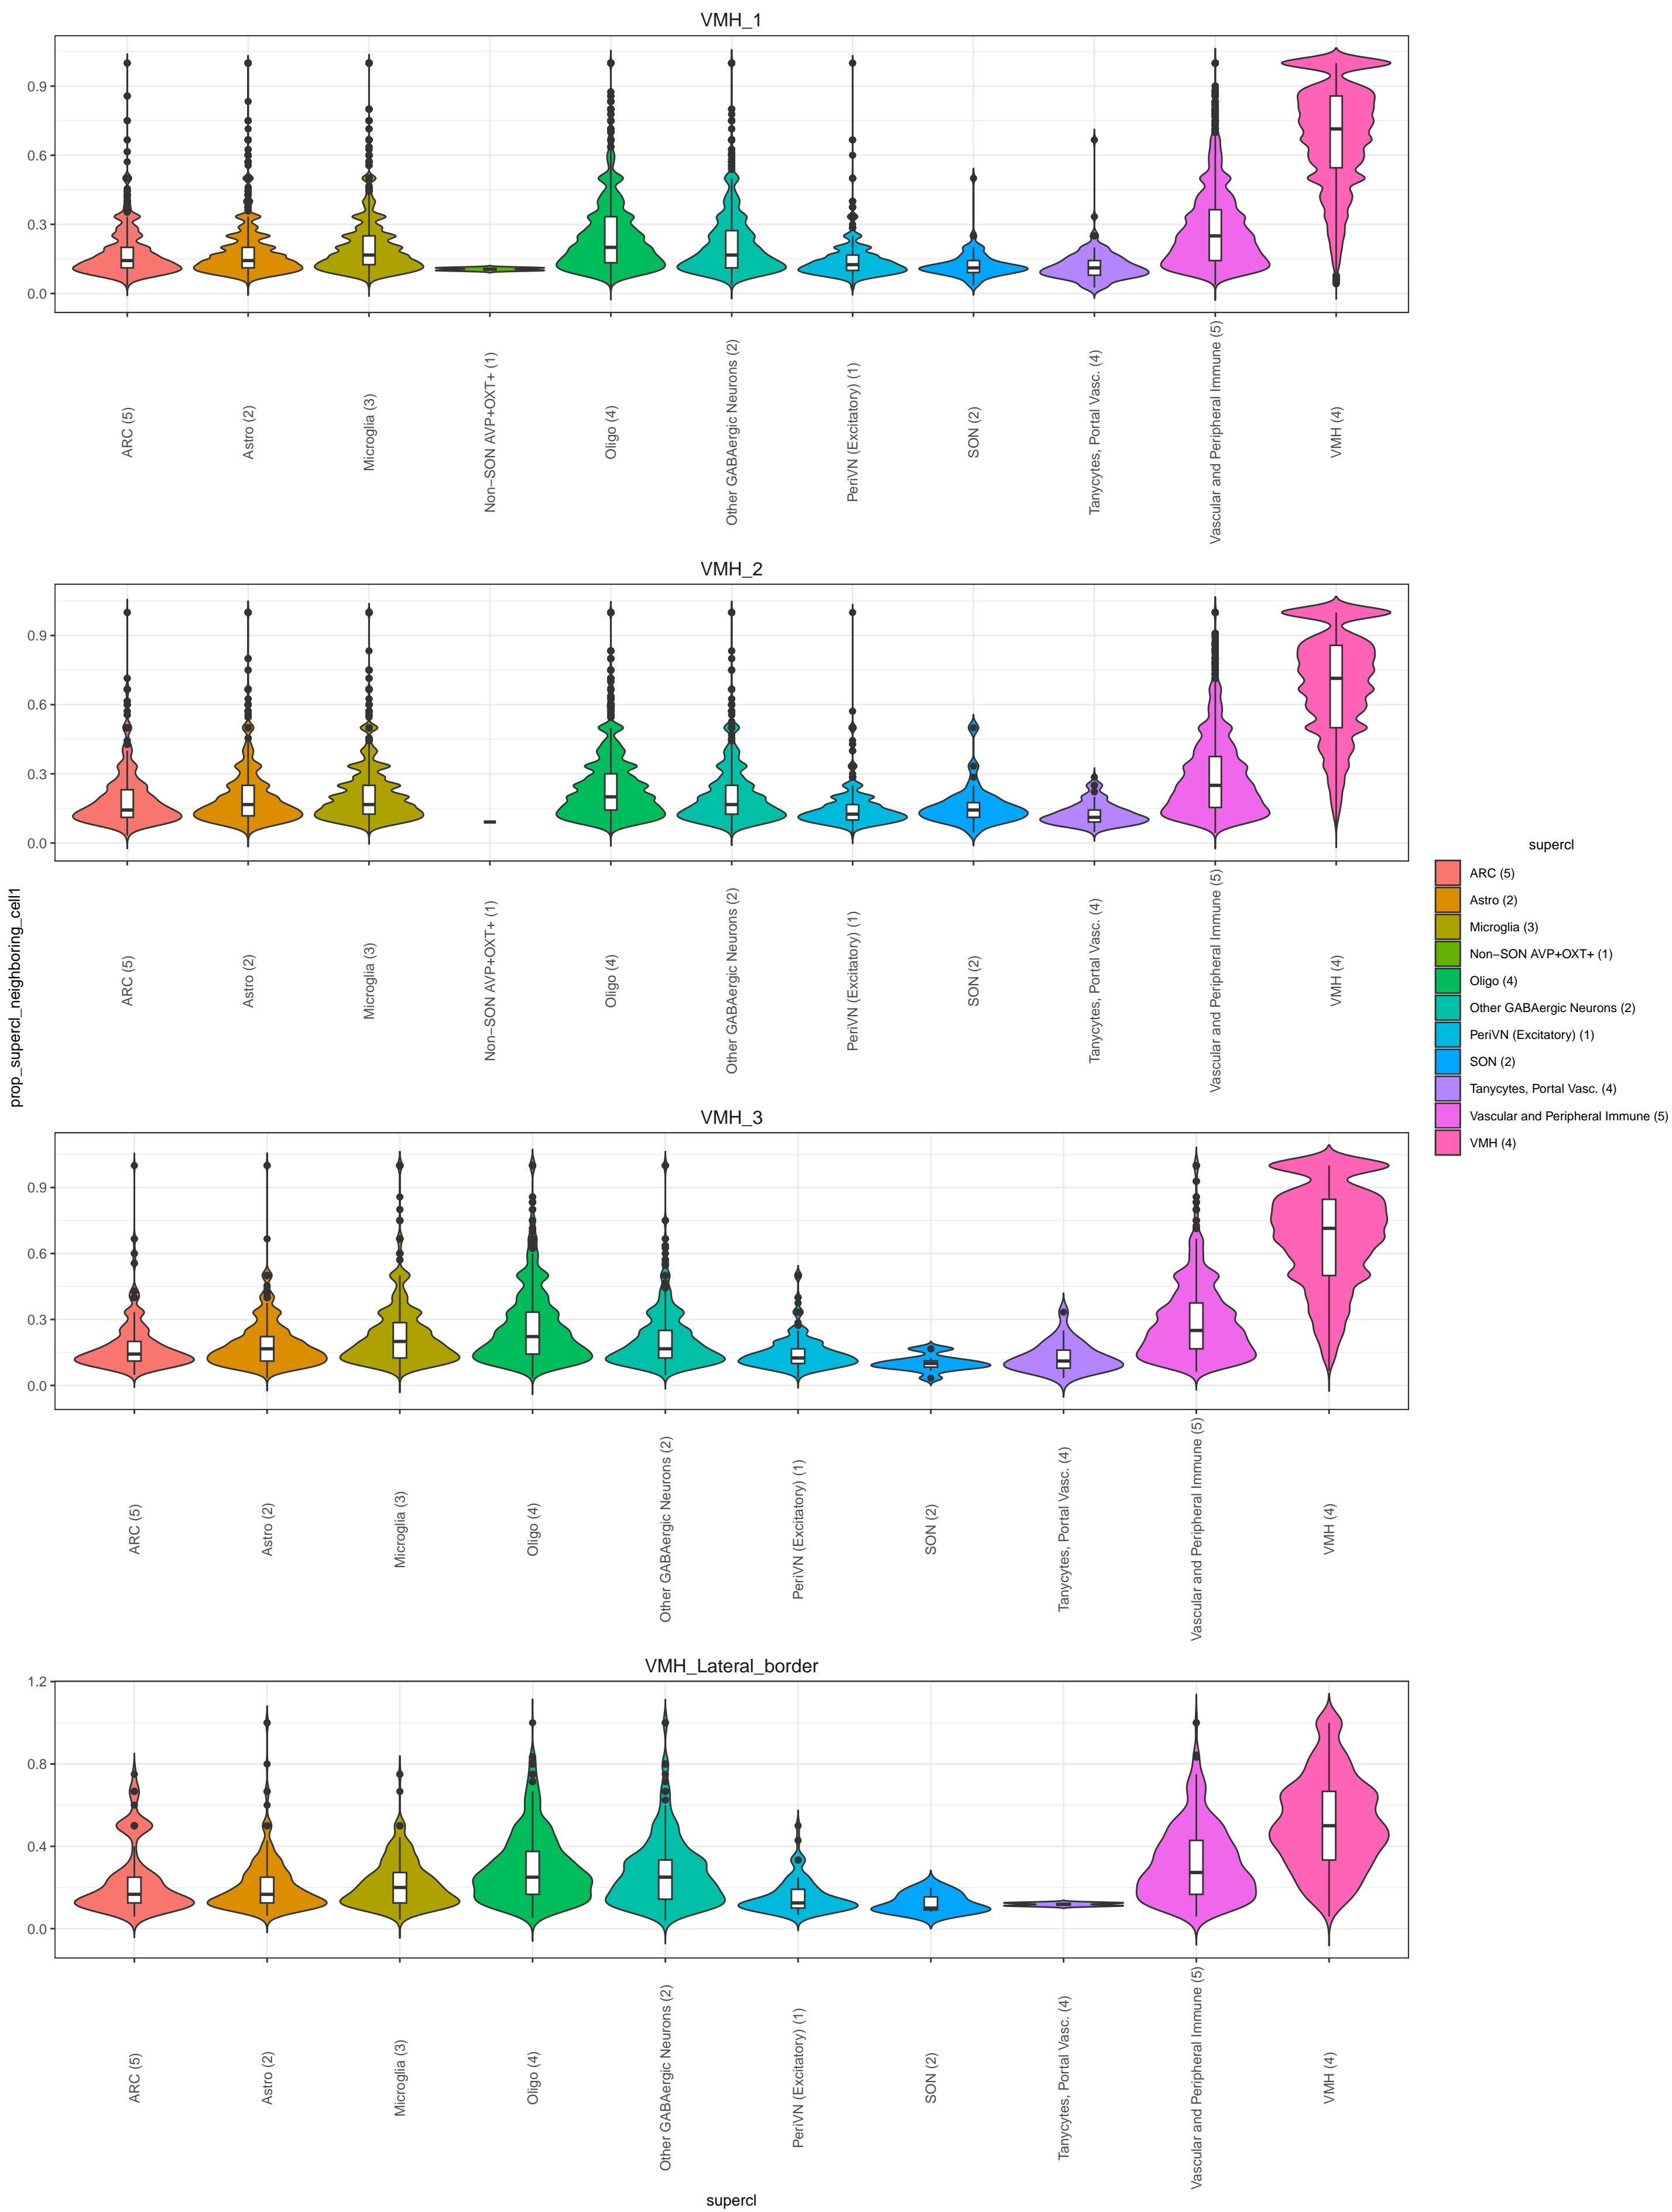 VMH_1
0.9
0.6
0.3
0.0
ARC (5)
Astro (2)
Microglia (3)
Non−SON AVP+OXT+ (1)
Oligo (4)
Other GABAergic Neurons (2)
PeriVN (Excitatory) (1)
SON (2)
Tanycytes, Portal Vasc. (4)
Vascular and Peripheral Immune (5)
VMH (4)
VMH_2
0.9
0.6
0.3
0.0
ARC (5)
Astro (2)
Microglia (3)
Non−SON AVP+OXT+ (1)
Oligo (4)
Other GABAergic Neurons (2)
PeriVN (Excitatory) (1)
SON (2)
Tanycytes, Portal Vasc. (4)
Vascular and Peripheral Immune (5)
VMH (4)
prop_supercl_neighboring_cell1
VMH_3
0.9
0.6
0.3
0.0
ARC (5)
Astro (2)
Microglia (3)
Oligo (4)
Other GABAergic Neurons (2)
PeriVN (Excitatory) (1)
SON (2)
Tanycytes, Portal Vasc. (4)
Vascular and Peripheral Immune (5)
VMH (4)
VMH_Lateral_border
1.2
0.8
0.4
0.0
ARC (5)
Astro (2)
Microglia (3)
Oligo (4)
Other GABAergic Neurons (2)
PeriVN (Excitatory) (1)
SON (2)
Tanycytes, Portal Vasc. (4)
Vascular and Peripheral Immune (5)
VMH (4)
supercl
supercl
ARC (5)
Astro (2)
Microglia (3)
Non−SON AVP+OXT+ (1)
Oligo (4)
Other GABAergic Neurons (2)
PeriVN (Excitatory) (1)
SON (2)
Tanycytes, Portal Vasc. (4)
Vascular and Peripheral Immune (5)
VMH (4)